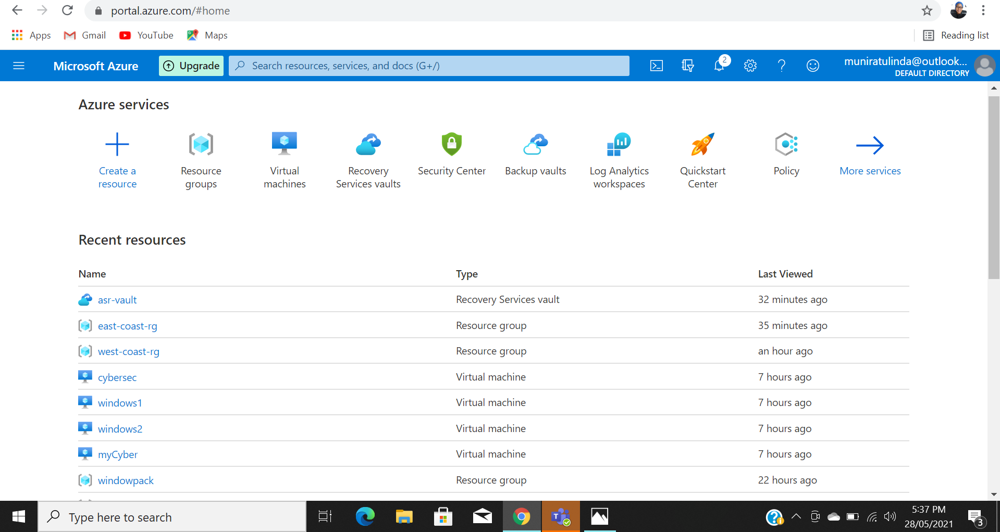 portal.azure.com/#home
Apps Gmail YouTube Maps Reading list
Microsoft Azure Upgrade Search resources, services, and docs (G+/) 2 muniratulinda@outlook...
DEFAULT DIRECTORY
Azure services
Create a resource
Resource groups
Virtual machines
Recovery Services vaults
Security Center
Backup vaults
Log Analytics workspaces
Quickstart Center
Policy
More services
Recent resources
Name Type Last Viewed
asr-vault Recovery Services vault 32 minutes ago
east-coast-rg Resource group 35 minutes ago
west-coast-rg Resource group an hour ago
cybersec Virtual machine 7 hours ago
windows1 Virtual machine 7 hours ago
windows2 Virtual machine 7 hours ago
myCyber Virtual machine 7 hours ago
windowpack Resource group 22 hours ago
Type here to search 5:37 PM
28/05/2021 3